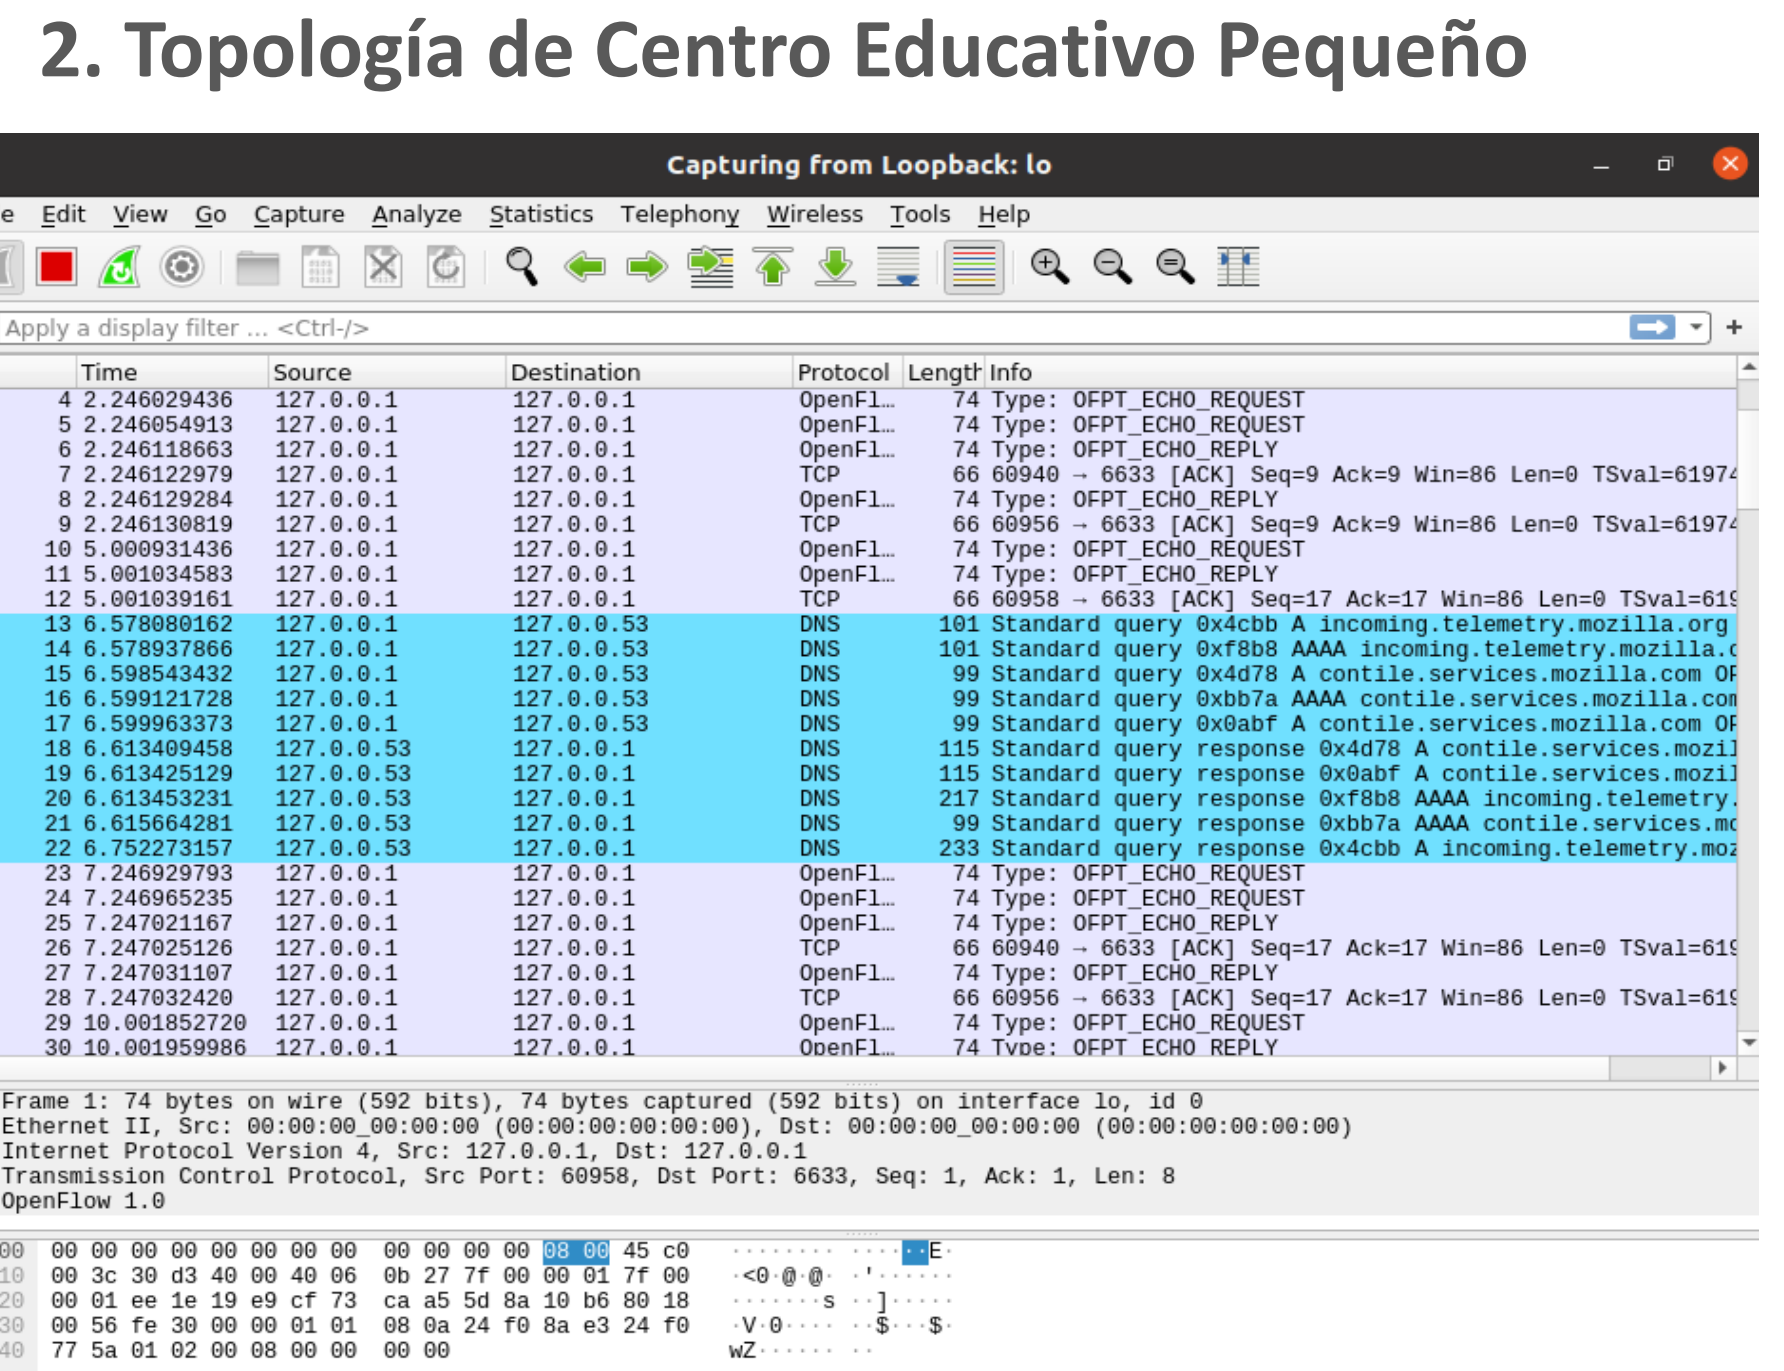 2. Topología de Centro Educativo Pequeño
Capturing from Loopback: lo
e Edit View Go Capture Analyze Statistics Telephony Wireless Tools Help
Apply a display filter ... <Ctrl-/>
Time Source Destination Protocol Length Info
4 2.246029436 127.0.0.1 127.0.0.1 OpenFl… 74 Type: OFPT_ECHO_REQUEST
5 2.246054913 127.0.0.1 127.0.0.1 OpenFl… 74 Type: OFPT_ECHO_REQUEST
6 2.246118663 127.0.0.1 127.0.0.1 OpenFl… 74 Type: OFPT_ECHO_REPLY
7 2.246122979 127.0.0.1 127.0.0.1 TCP 66 60940 → 6633 [ACK] Seq=9 Ack=9 Win=86 Len=0 TSval=61974
8 2.246129284 127.0.0.1 127.0.0.1 OpenFl… 74 Type: OFPT_ECHO_REPLY
9 2.246130819 127.0.0.1 127.0.0.1 TCP 66 60956 → 6633 [ACK] Seq=9 Ack=9 Win=86 Len=0 TSval=61974
10 5.000931436 127.0.0.1 127.0.0.1 OpenFl… 74 Type: OFPT_ECHO_REQUEST
11 5.001034583 127.0.0.1 127.0.0.1 OpenFl… 74 Type: OFPT_ECHO_REPLY
12 5.001039161 127.0.0.1 127.0.0.1 TCP 66 60958 → 6633 [ACK] Seq=17 Ack=17 Win=86 Len=0 TSval=619
13 6.578080162 127.0.0.1 127.0.0.53 DNS 101 Standard query 0x4cbb A incoming.telemetry.mozilla.org
14 6.578937866 127.0.0.1 127.0.0.53 DNS 101 Standard query 0xf8b8 AAAA incoming.telemetry.mozilla.o
15 6.598543432 127.0.0.1 127.0.0.53 DNS 99 Standard query 0x4d78 A contile.services.mozilla.com OP
16 6.599121728 127.0.0.1 127.0.0.53 DNS 99 Standard query 0xbb7a AAAA contile.services.mozilla.com
17 6.599963373 127.0.0.1 127.0.0.53 DNS 99 Standard query 0x0abf A contile.services.mozilla.com OP
18 6.613409458 127.0.0.53 127.0.0.1 DNS 115 Standard query response 0x4d78 A contile.services.mozil
19 6.613425129 127.0.0.53 127.0.0.1 DNS 115 Standard query response 0x0abf A contile.services.mozil
20 6.613453231 127.0.0.53 127.0.0.1 DNS 217 Standard query response 0xf8b8 AAAA incoming.telemetry.
21 6.615664281 127.0.0.53 127.0.0.1 DNS 99 Standard query response 0xbb7a AAAA contile.services.mo
22 6.752273157 127.0.0.53 127.0.0.1 DNS 233 Standard query response 0x4cbb A incoming.telemetry.moz
23 7.246929793 127.0.0.1 127.0.0.1 OpenFl… 74 Type: OFPT_ECHO_REQUEST
24 7.246965235 127.0.0.1 127.0.0.1 OpenFl… 74 Type: OFPT_ECHO_REQUEST
25 7.247021167 127.0.0.1 127.0.0.1 OpenFl… 74 Type: OFPT_ECHO_REPLY
26 7.247025126 127.0.0.1 127.0.0.1 TCP 66 60940 → 6633 [ACK] Seq=17 Ack=17 Win=86 Len=0 TSval=619
27 7.247031107 127.0.0.1 127.0.0.1 OpenFl… 74 Type: OFPT_ECHO_REPLY
28 7.247032420 127.0.0.1 127.0.0.1 TCP 66 60956 → 6633 [ACK] Seq=17 Ack=17 Win=86 Len=0 TSval=619
29 10.001852720 127.0.0.1 127.0.0.1 OpenFl… 74 Type: OFPT_ECHO_REQUEST
30 10.001959986 127.0.0.1 127.0.0.1 OpenFl… 74 Type: OFPT_ECHO_REPLY
Frame 1: 74 bytes on wire (592 bits), 74 bytes captured (592 bits) on interface lo, id 0
Ethernet II, Src: 00:00:00_00:00:00 (00:00:00:00:00:00), Dst: 00:00:00_00:00:00 (00:00:00:00:00:00)
Internet Protocol Version 4, Src: 127.0.0.1, Dst: 127.0.0.1
Transmission Control Protocol, Src Port: 60958, Dst Port: 6633, Seq: 1, Ack: 1, Len: 8
OpenFlow 1.0
00 00 00 00 00 00 00 00 00 00 00 00 00 08 00 45 c0 ········ ······E·
10 00 3c 30 d3 40 00 40 06 0b 27 7f 00 00 01 7f 00 ·<0·@·@· ·'······
20 00 01 ee 1e 19 e9 cf 73 ca a5 5d 8a 10 b6 80 18 ·······s ··]·····
30 00 56 fe 30 00 00 01 01 08 0a 24 f0 8a e3 24 f0 ·V·0···· ··$···$·
40 77 5a 01 02 00 08 00 00 00 00 wZ······ ··